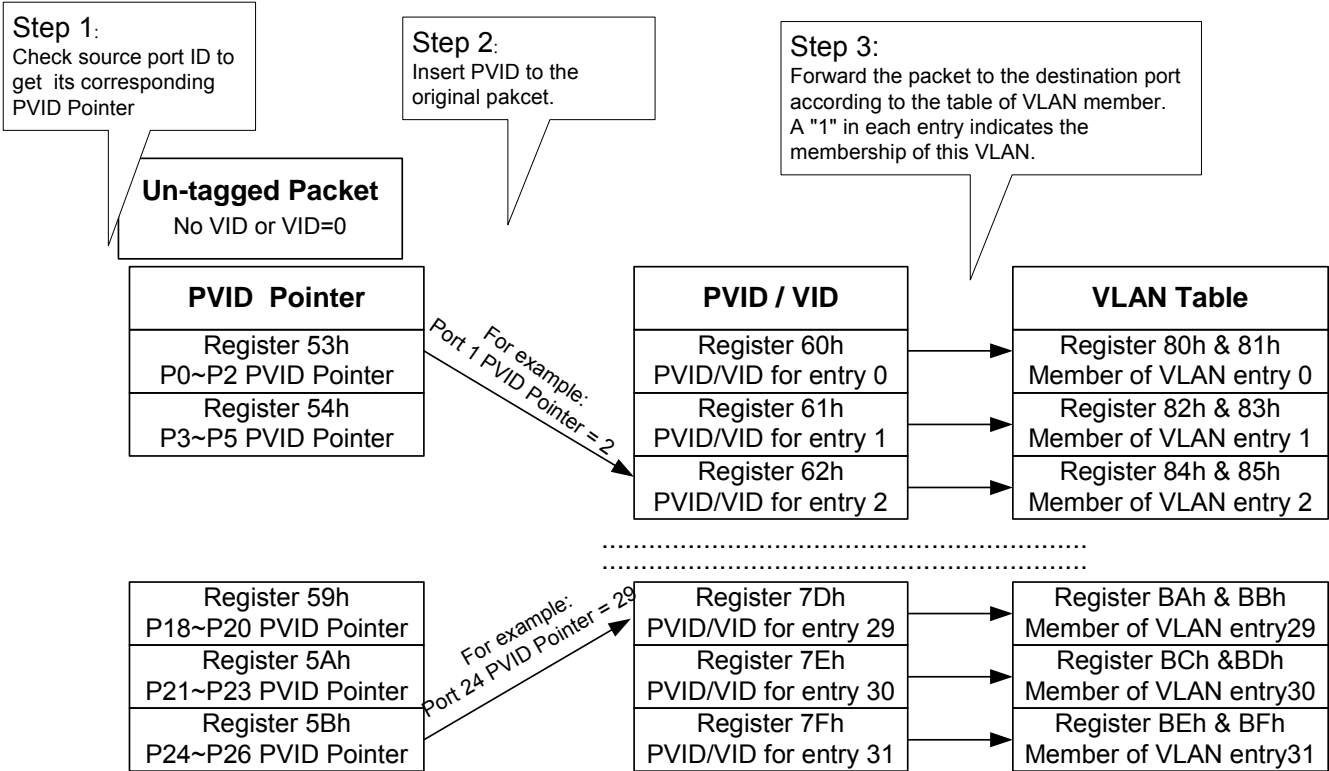 Step 1:
Check source port ID to
get its corresponding
PVID Pointer
Step 2:
Insert PVID to the
original pakcet.
Step 3:
Forward the packet to the destination port
according to the table of VLAN member.
A "1" in each entry indicates the
membership of this VLAN.
Un-tagged Packet
No VID or VID=0
PVID Pointer
Register 53h
P0~P2 PVID Pointer
Register 54h
P3~P5 PVID Pointer
For example:
Port 1 PVID Pointer = 2
PVID / VID
Register 60h
PVID/VID for entry 0
Register 61h
PVID/VID for entry 1
Register 62h
PVID/VID for entry 2
VLAN Table
Register 80h & 81h
Member of VLAN entry 0
Register 82h & 83h
Member of VLAN entry 1
Register 84h & 85h
Member of VLAN entry 2
Register 59h
P18~P20 PVID Pointer
Register 5Ah
P21~P23 PVID Pointer
Register 5Bh
P24~P26 PVID Pointer
For example:
Port 24 PVID Pointer = 29
Register 7Dh
PVID/VID for entry 29
Register 7Eh
PVID/VID for entry 30
Register 7Fh
PVID/VID for entry 31
Register BAh & BBh
Member of VLAN entry29
Register BCh &BDh
Member of VLAN entry30
Register BEh & BFh
Member of VLAN entry31